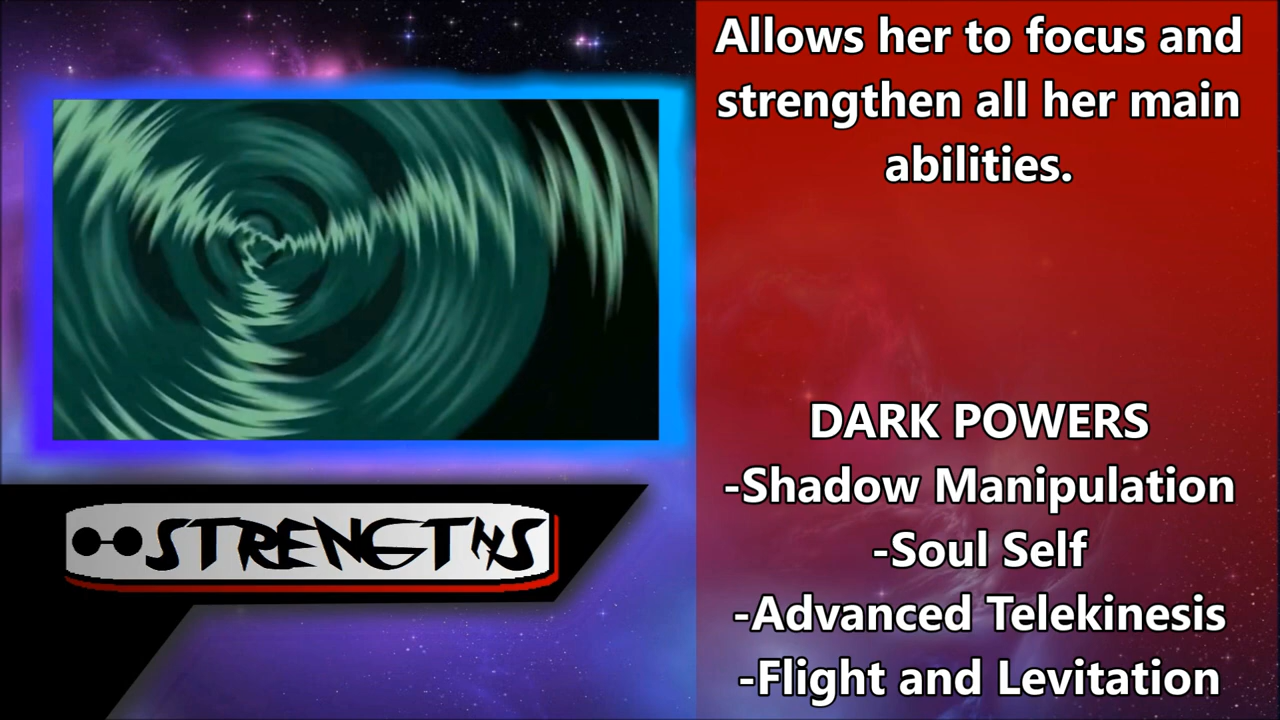 Allows her to focus and
strengthen all her main
abilities.
DARK POWERS
-Shadow Manipulation
-Soul Self
-Advanced Telekinesis
-Flight and Levitation
STRENGTHS